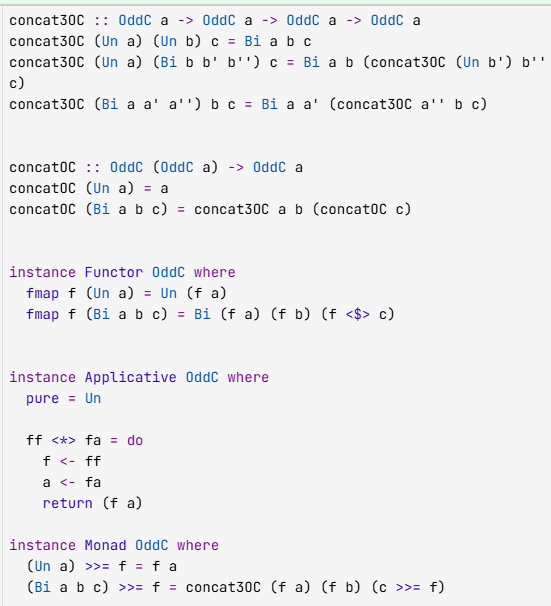 concat3OC :: OddC a -> OddC a -> OddC a -> OddC a
concat3OC (Un a) (Un b) c = Bi a b c
concat3OC (Un a) (Bi b b' b'') c = Bi a b (concat3OC (Un b') b''
c)
concat3OC (Bi a a' a'') b c = Bi a a' (concat3OC a'' b c)
concatOC :: OddC (OddC a) -> OddC a
concatOC (Un a) = a
concatOC (Bi a b c) = concat3OC a b (concatOC c)
instance Functor OddC where
  fmap f (Un a) = Un (f a)
  fmap f (Bi a b c) = Bi (f a) (f b) (f <$> c)
instance Applicative OddC where
  pure = Un
  ff <*> fa = do
    f <- ff
    a <- fa
    return (f a)
instance Monad OddC where
  (Un a) >>= f = f a
  (Bi a b c) >>= f = concat3OC (f a) (f b) (c >>= f)